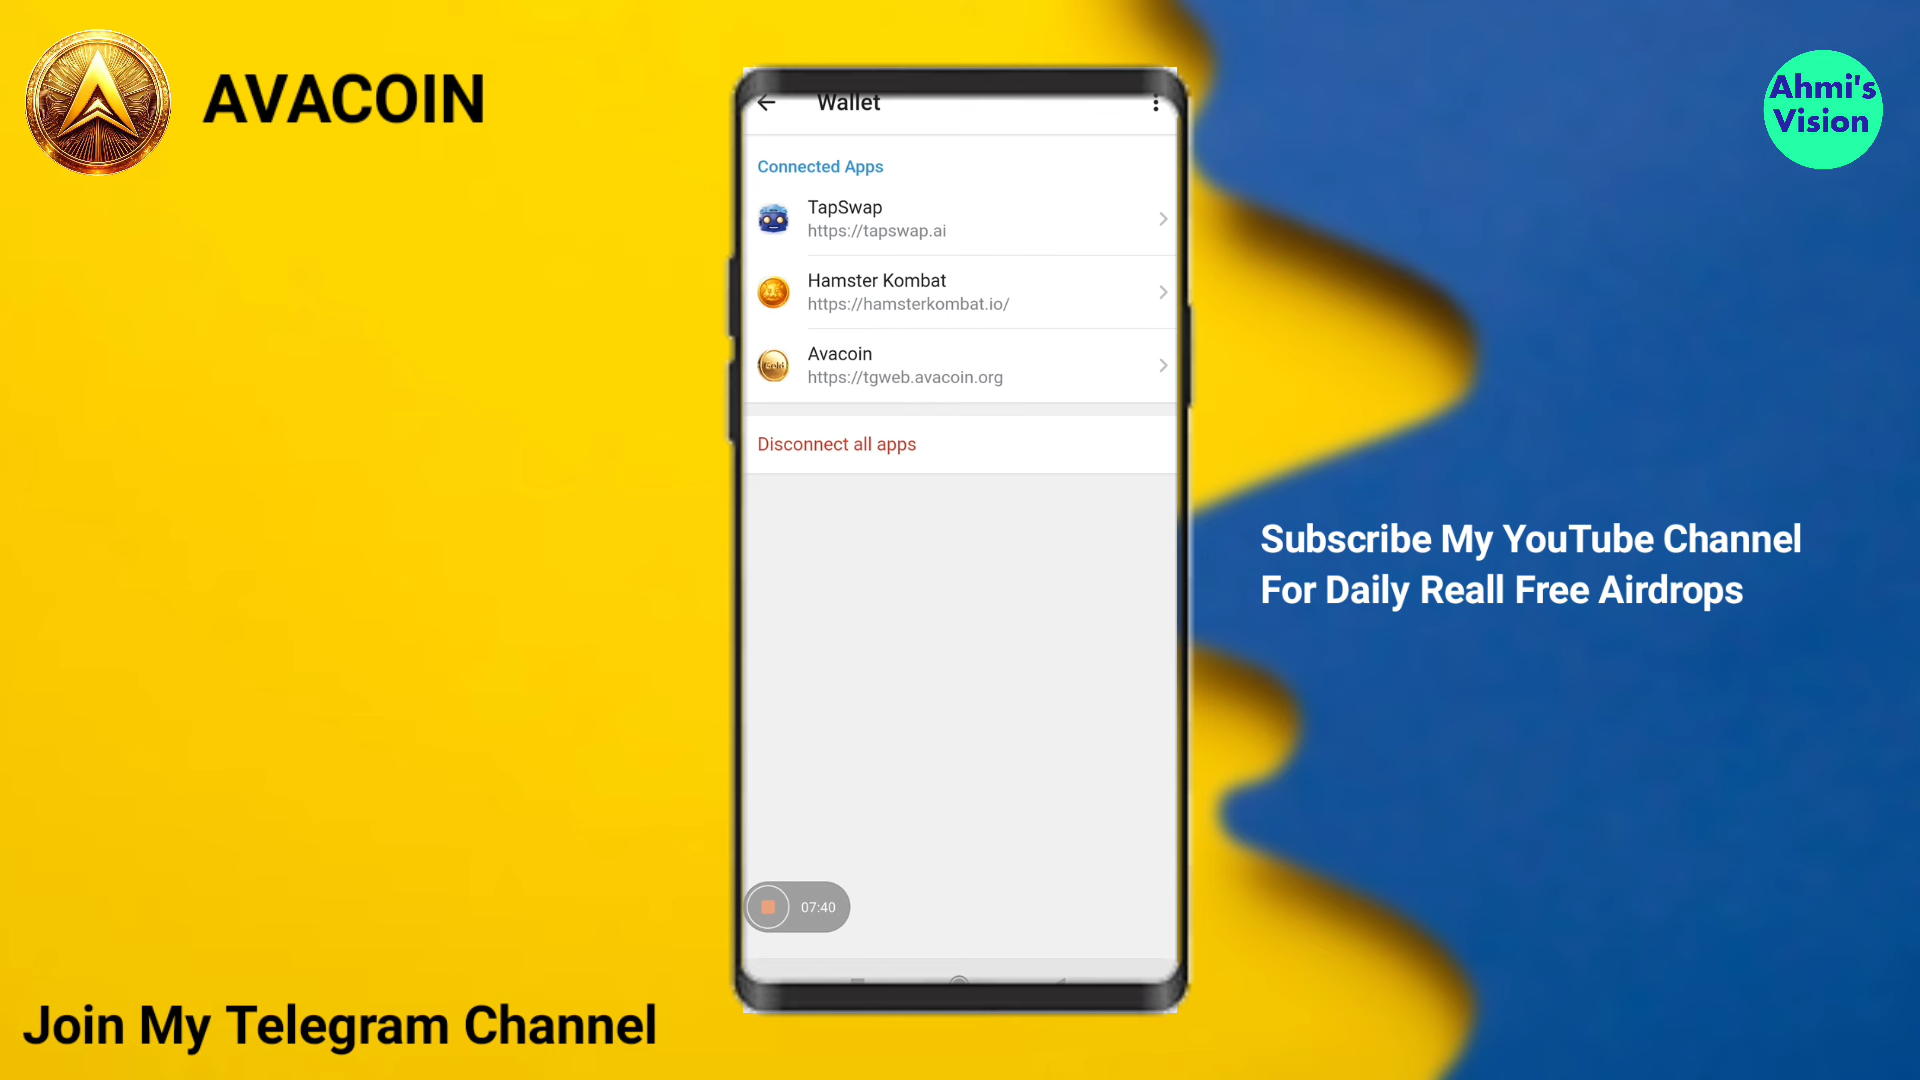 AVACOIN
Ahmi's
Vision
Wallet
Connected Apps
TapSwap
https://tapswap.ai
Hamster Kombat
https://hamsterkombat.io/
Avacoin
https://tgweb.avacoin.org
Disconnect all apps
Subscribe My YouTube Channel
For Daily Reall Free Airdrops
07:40
Join My Telegram Channel